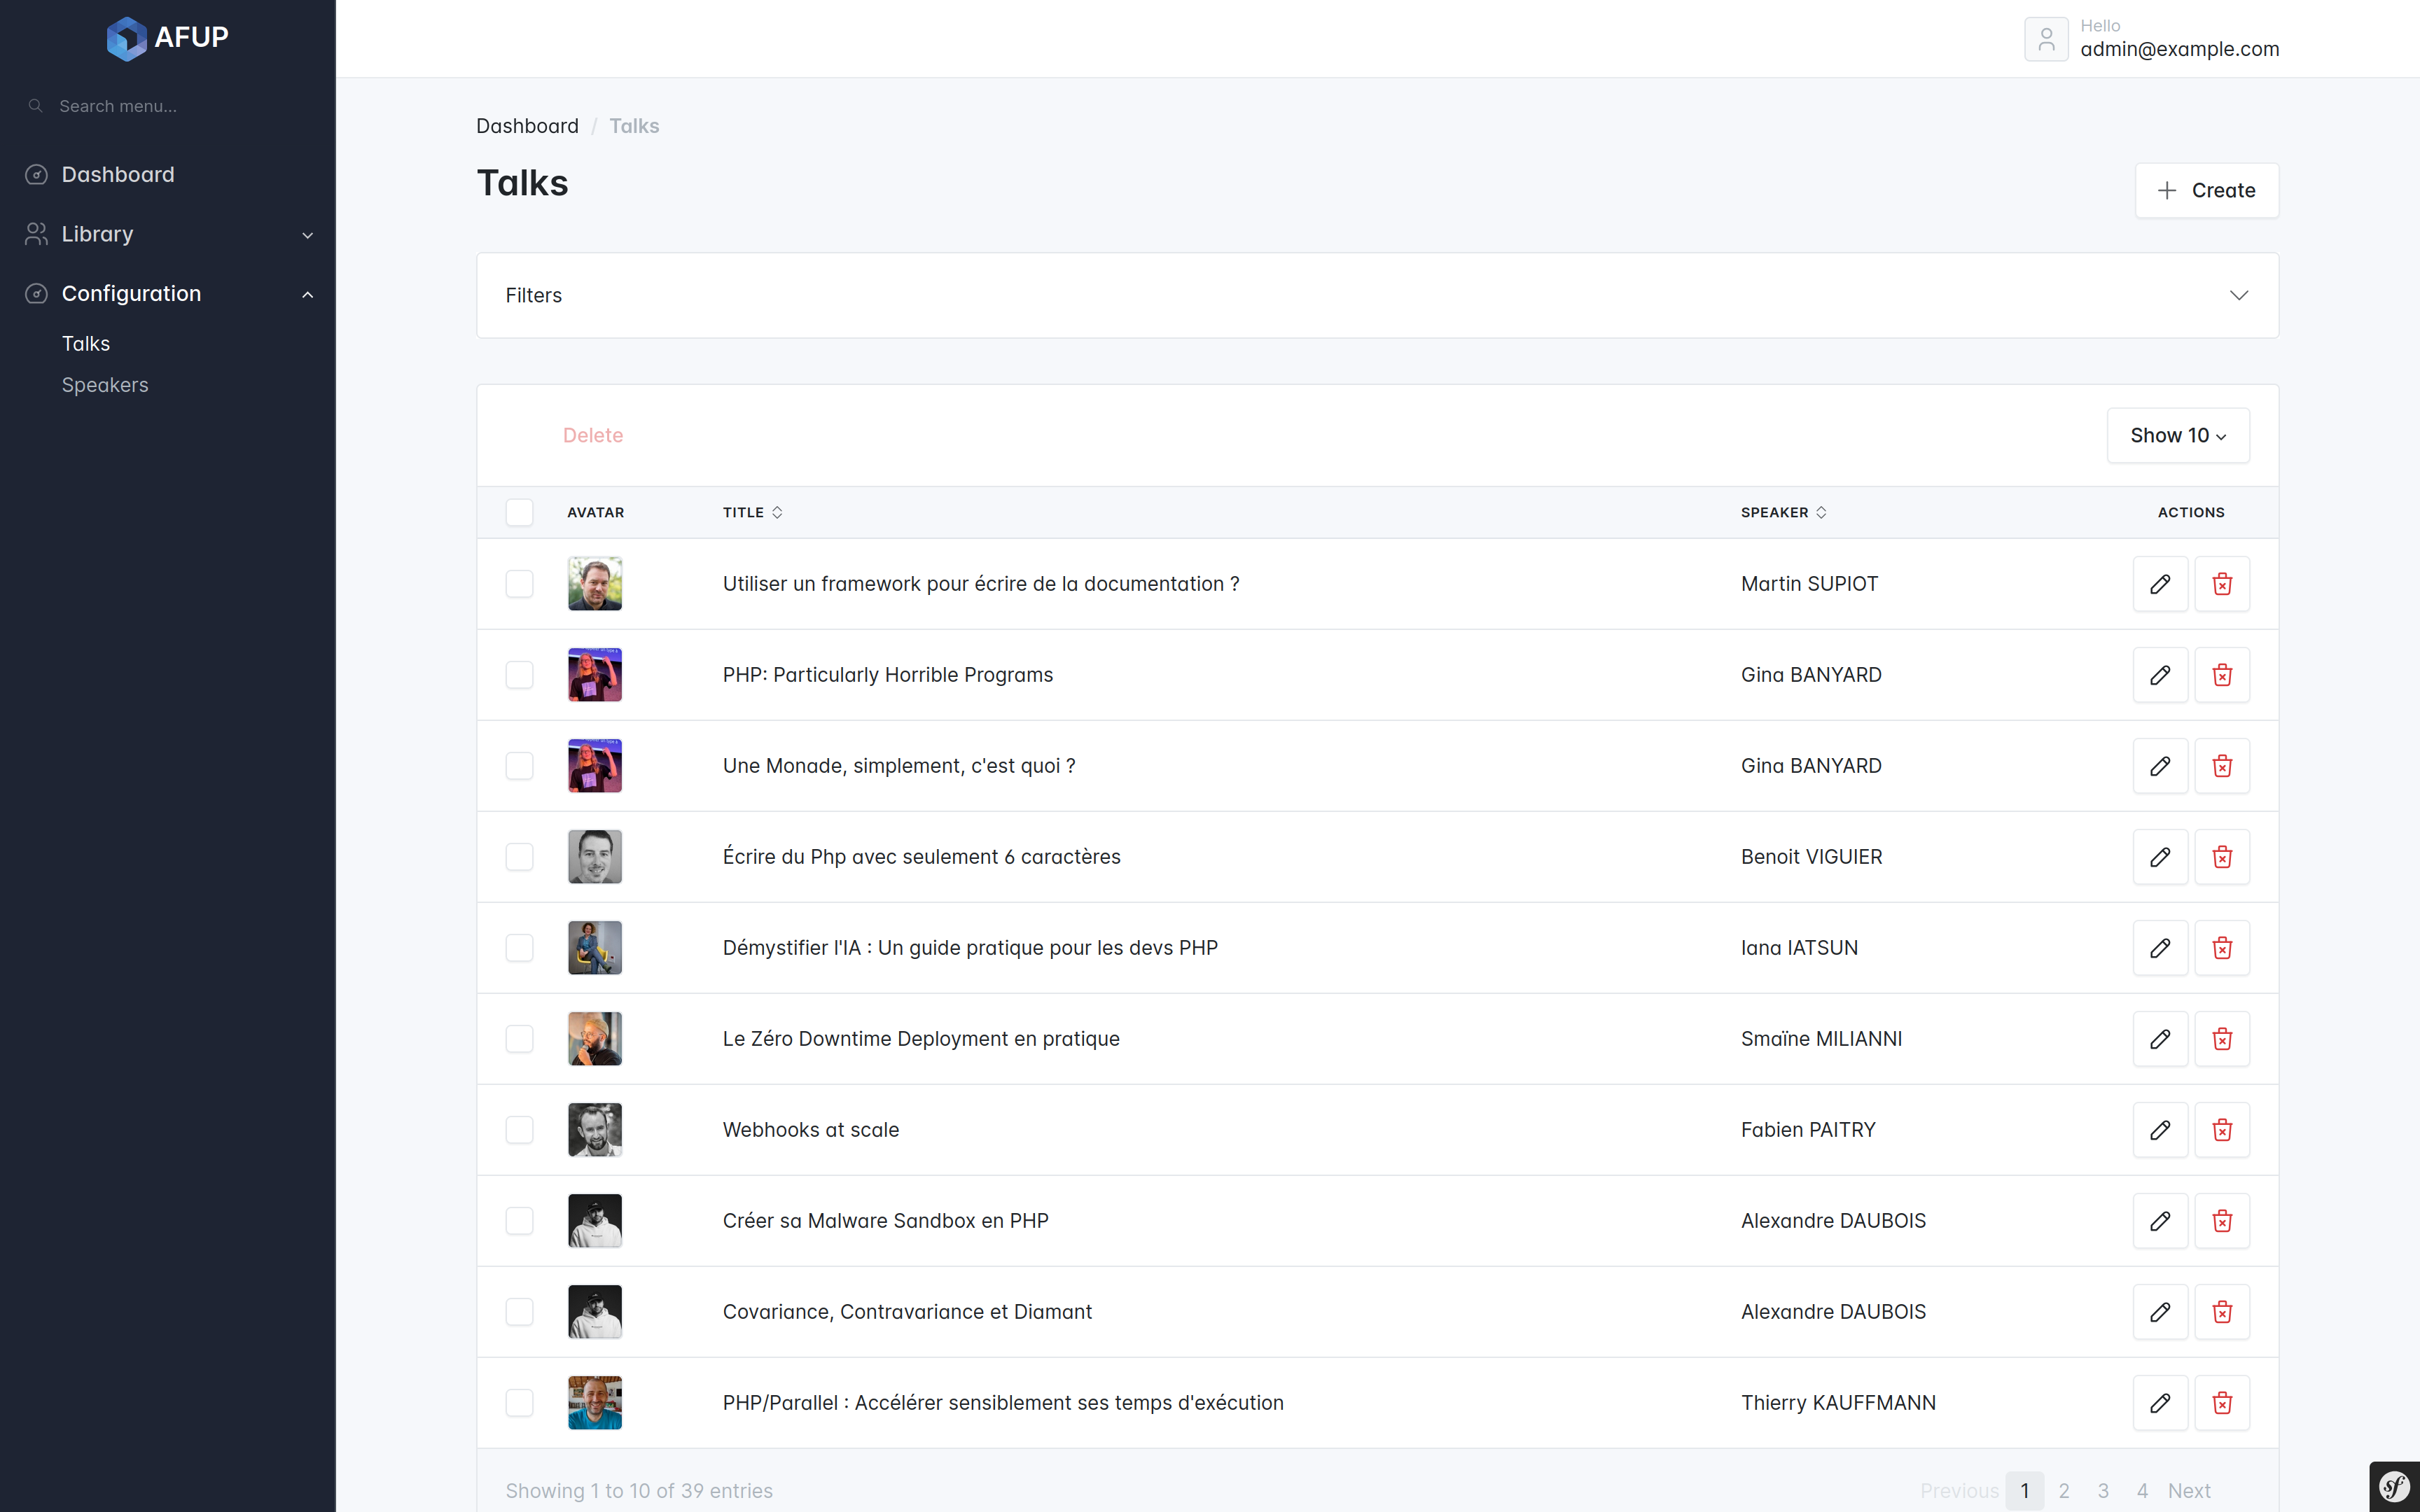 AFUP
Hello
admin@example.com
Search menu...
Dashboard
Library
Configuration
Talks
Speakers
Dashboard / Talks
Talks
Create
Filters
Delete
Show 10
AVATAR TITLE SPEAKER ACTIONS
Utiliser un framework pour écrire de la documentation ? Martin SUPIOT
PHP: Particularly Horrible Programs Gina BANYARD
Une Monade, simplement, c'est quoi ? Gina BANYARD
Écrire du Php avec seulement 6 caractères Benoit VIGUIER
Démystifier l'IA : Un guide pratique pour les devs PHP Iana IATSUN
Le Zéro Downtime Deployment en pratique Smaïne MILIANNI
Webhooks at scale Fabien PAITRY
Créer sa Malware Sandbox en PHP Alexandre DAUBOIS
Covariance, Contravariance et Diamant Alexandre DAUBOIS
PHP/Parallel : Accélérer sensiblement ses temps d'exécution Thierry KAUFFMANN
Showing 1 to 10 of 39 entries
Previous 1 2 3 4 Next
sf